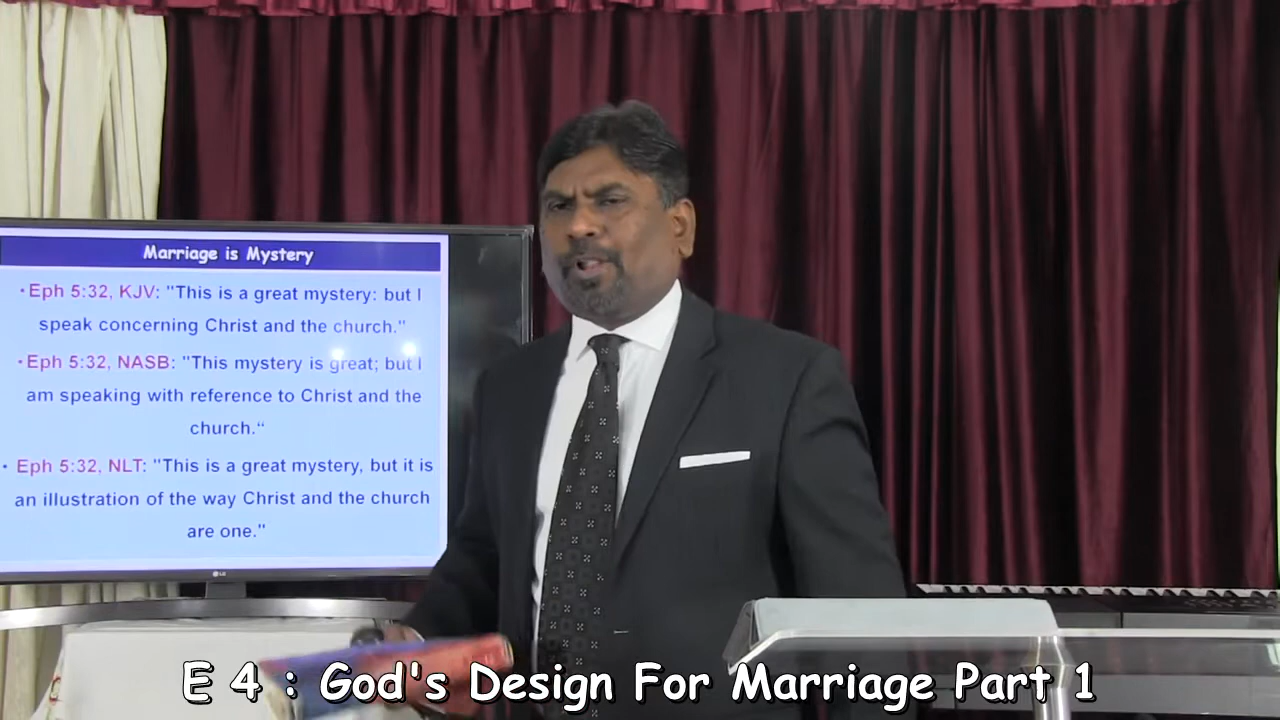 Marriage is Mystery
•Eph 5:32, KJV: "This is a great mystery: but I
speak concerning Christ and the church."
•Eph 5:32, NASB: "This mystery is great; but I
am speaking with reference to Christ and the
church.“
• Eph 5:32, NLT: "This is a great mystery, but it is
an illustration of the way Christ and the church
are one."
LG
E 4 : God's Design For Marriage Part 1